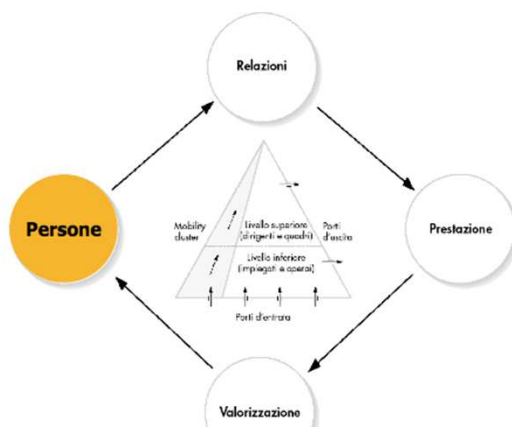 Relazioni
Persone
Mobility
cluster
Livello superiore
(dirigenti e quadri)
Porti
d'uscita
Prestazione
Livello inferiore
(impiegati e operai)
Porti d'entrata
Valorizzazione